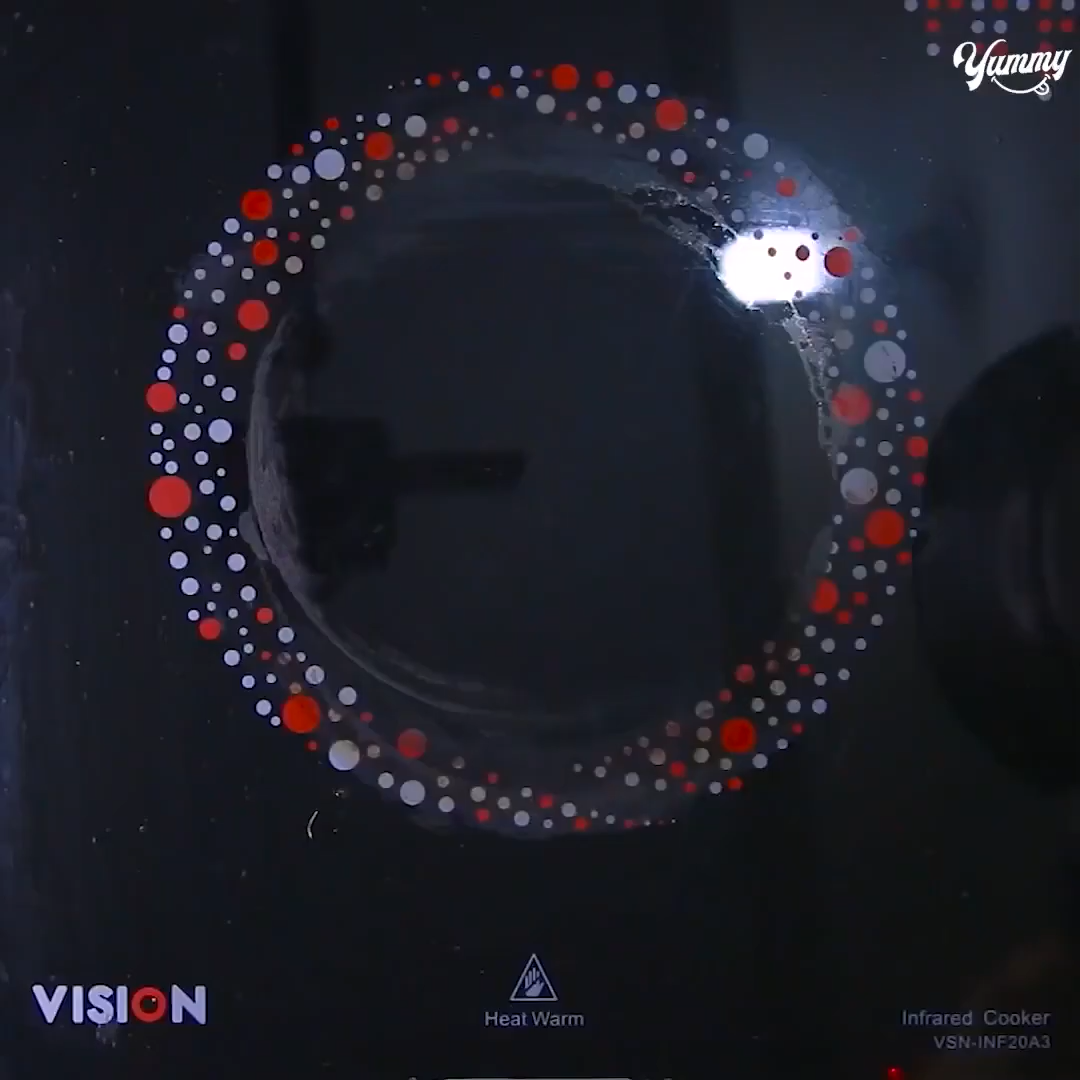 Yummy
VISION
Heat Warm
Infrared Cooker
VSN-INF20A3